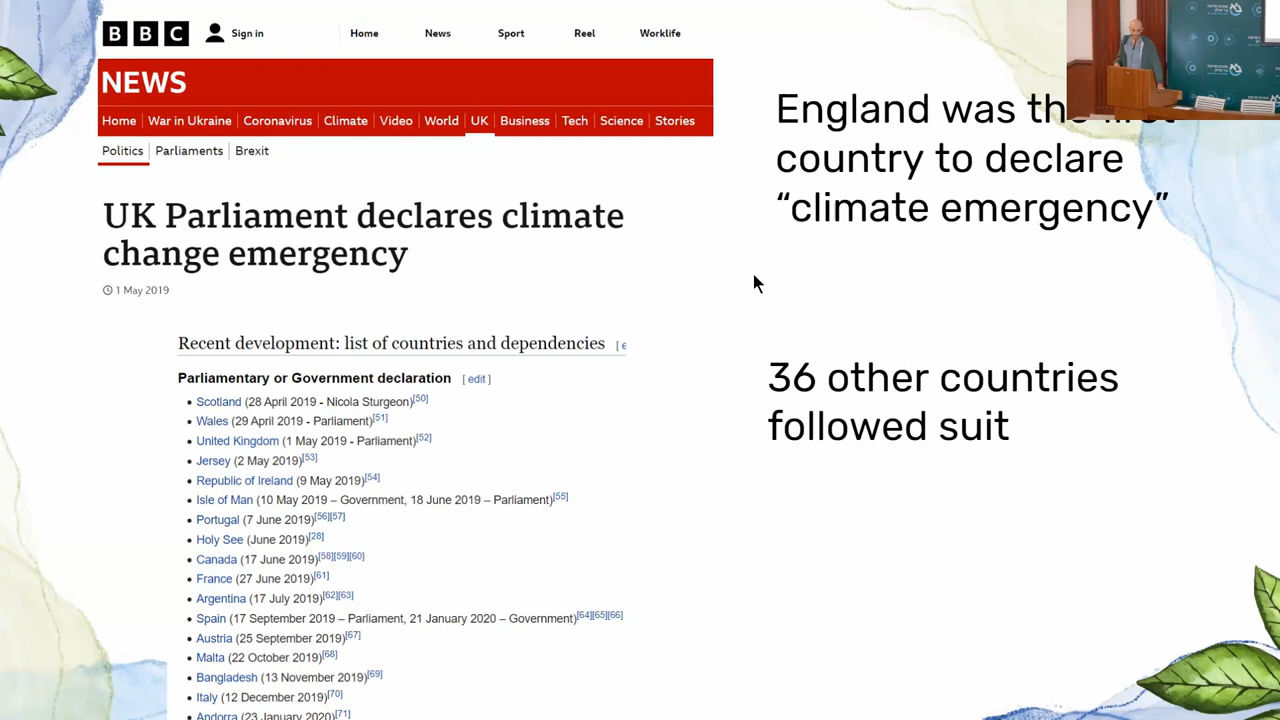 BBC Sign in Home News Sport Reel Worklife
NEWS
Home War in Ukraine Coronavirus Climate Video World UK Business Tech Science Stories
Politics Parliaments Brexit
UK Parliament declares climate
change emergency
1 May 2019
Recent development: list of countries and dependencies [ e
Parliamentary or Government declaration [ edit ]
• Scotland (28 April 2019 - Nicola Sturgeon)[50]
• Wales (29 April 2019 - Parliament)[51]
• United Kingdom (1 May 2019 - Parliament)[52]
• Jersey (2 May 2019)[53]
• Republic of Ireland (9 May 2019)[54]
• Isle of Man (10 May 2019 – Government, 18 June 2019 – Parliament)[55]
• Portugal (7 June 2019)[56][57]
• Holy See (June 2019)[28]
• Canada (17 June 2019)[58][59][60]
• France (27 June 2019)[61]
• Argentina (17 July 2019)[62][63]
• Spain (17 September 2019 – Parliament, 21 January 2020 – Government)[64][65][66]
• Austria (25 September 2019)[67]
• Malta (22 October 2019)[68]
• Bangladesh (13 November 2019)[69]
• Italy (12 December 2019)[70]
• Andorra (23 January 2020)[71]
England was the first
country to declare
“climate emergency”
36 other countries
followed suit